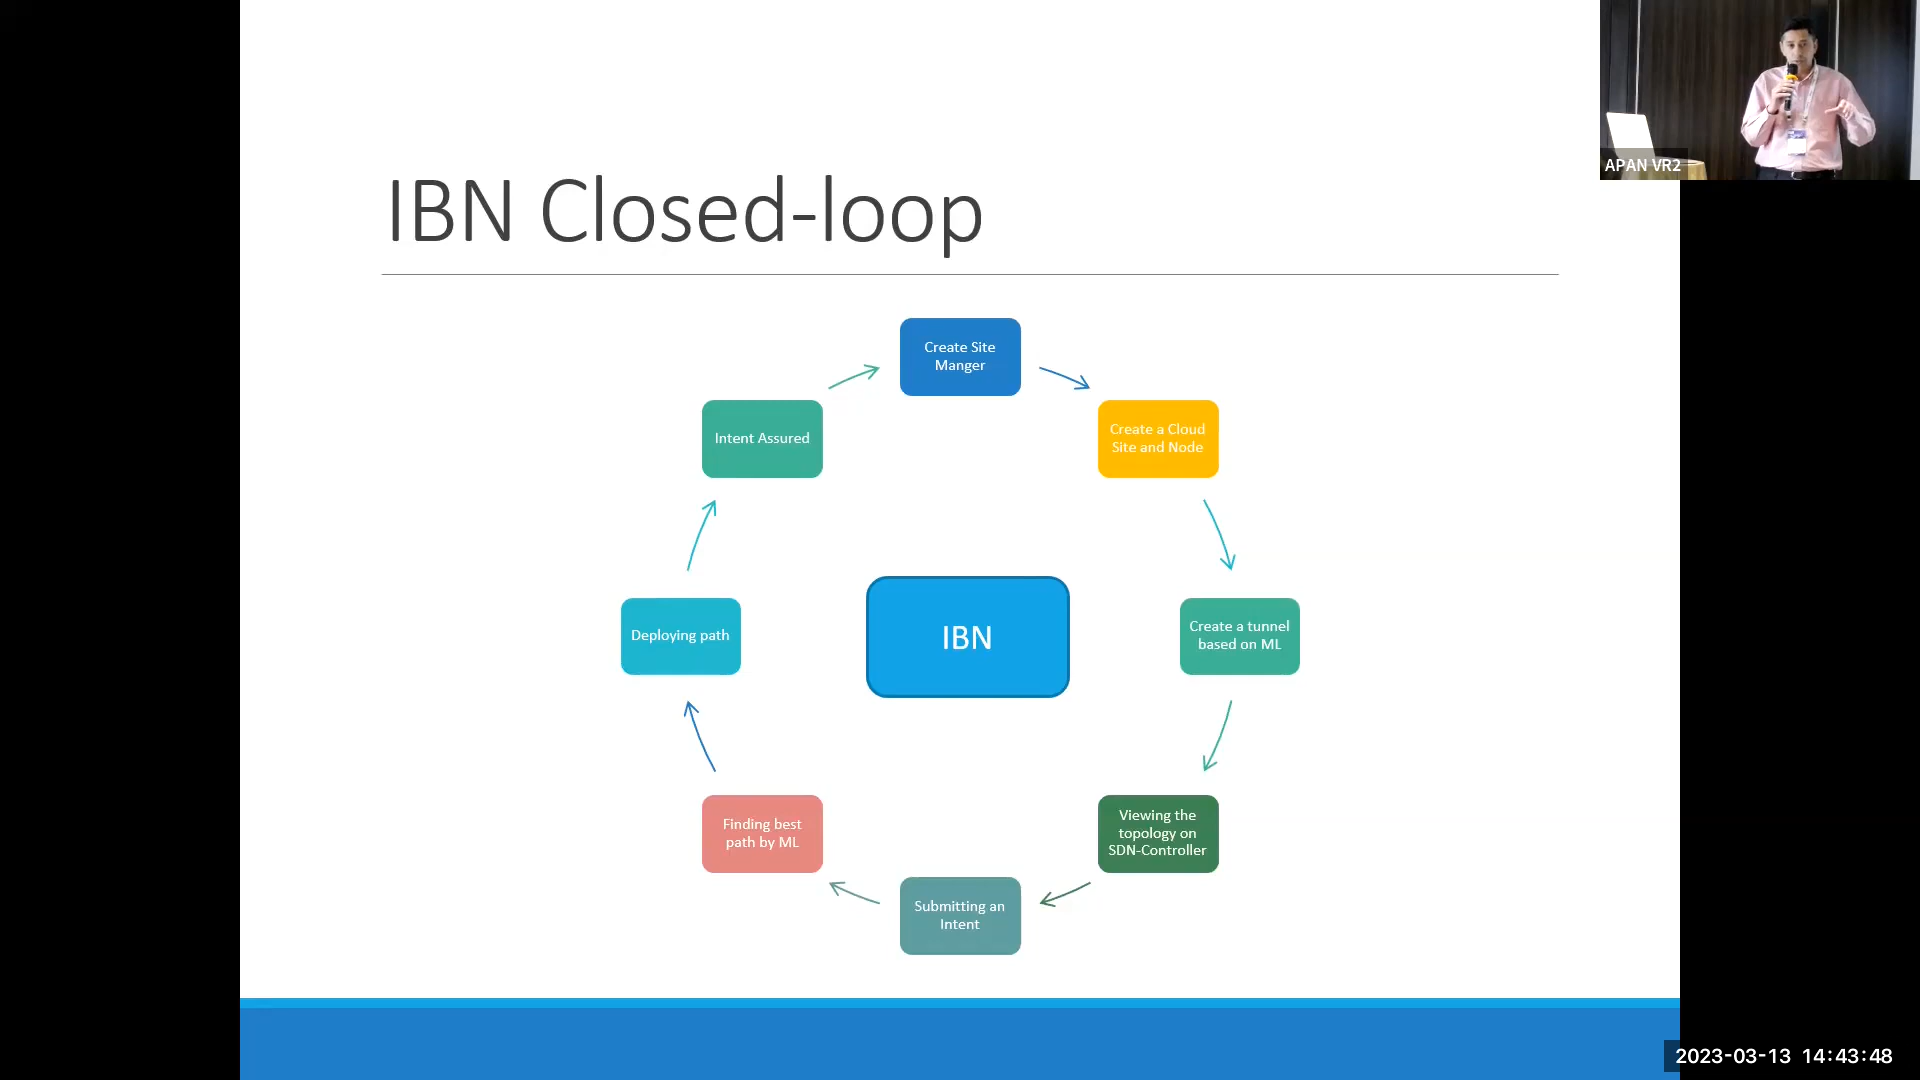 APAN VR2
IBN Closed-loop
Create Site
Manger
Create a Cloud
Site and Node
Create a tunnel
based on ML
Viewing the
topology on
SDN-Controller
Submitting an
Intent
Finding best
path by ML
Deploying path
Intent Assured
IBN
2023-03-13 14:43:48